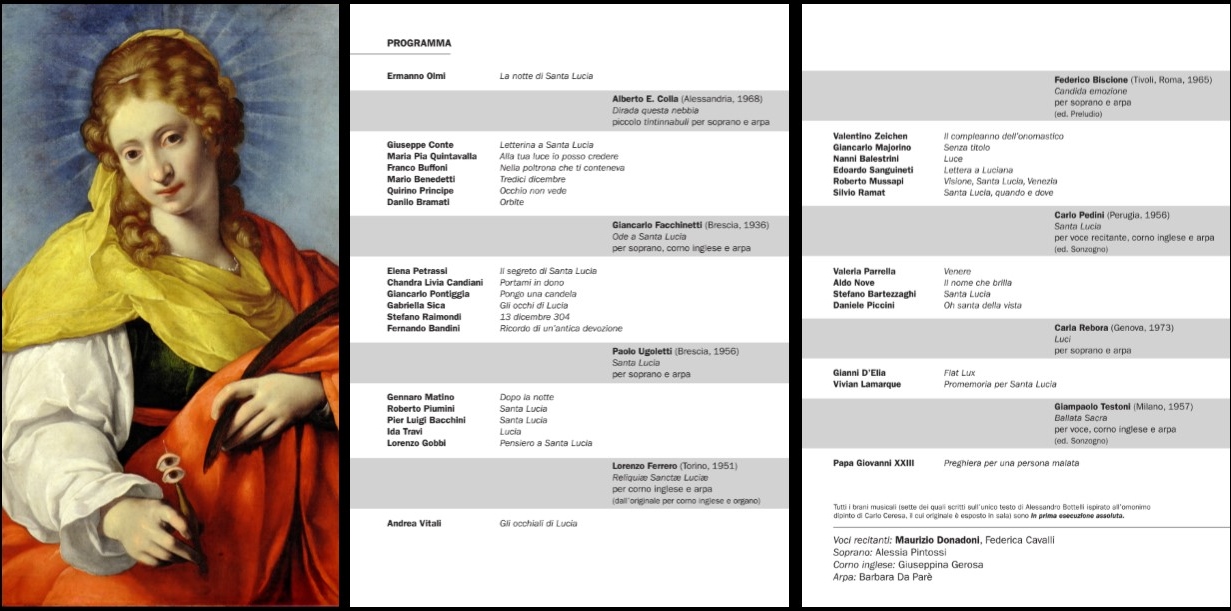 PROGRAMMA
Ermanno Olmi La notte di Santa Lucia
Alberto E. Colla (Alessandria, 1968)
Dirada questa nebbia
piccolo tintinnabuli per soprano e arpa
Giuseppe Conte Letterina a Santa Lucia
Maria Pia Quintavalla Alla tua luce io posso credere
Franco Buffoni Nella poltrona che ti conteneva
Mario Benedetti Tredici dicembre
Quirino Principe Occhio non vede
Danilo Bramati Orbite
Giancarlo Facchinetti (Brescia, 1936)
Ode a Santa Lucia
per soprano, corno inglese e arpa
Elena Petrassi Il segreto di Santa Lucia
Chandra Livia Candiani Portami in dono
Giancarlo Pontiggia Pongo una candela
Gabriella Sica Gli occhi di Lucia
Stefano Raimondi 13 dicembre 304
Fernando Bandini Ricordo di un'antica devozione
Paolo Ugoletti (Brescia, 1956)
Santa Lucia
per soprano e arpa
Gennaro Matino Dopo la notte
Roberto Piumini Santa Lucia
Pier Luigi Bacchini Santa Lucia
Ida Travi Lucia
Lorenzo Gobbi Pensiero a Santa Lucia
Lorenzo Ferrero (Torino, 1951)
Reliquiæ Sanctæ Luciæ
per corno inglese e arpa
(dall'originale per corno inglese e organo)
Andrea Vitali Gli occhiali di Lucia
Federico Biscione (Tivoli, Roma, 1965)
Candida emozione
per soprano e arpa
(ed. Preludio)
Valentino Zeichen Il compleanno dell'onomastico
Giancarlo Majorino Senza titolo
Nanni Balestrini Luce
Edoardo Sanguineti Lettera a Luciana
Roberto Mussapi Visione, Santa Lucia, Venezia
Silvio Ramat Santa Lucia, quando e dove
Carlo Pedini (Perugia, 1956)
Santa Lucia
per voce recitante, corno inglese e arpa
(ed. Sonzogno)
Valeria Parrella Venere
Aldo Nove Il nome che brilla
Stefano Bartezzaghi Santa Lucia
Daniele Piccini Oh santa della vista
Carla Rebora (Genova, 1973)
Luci
per soprano e arpa
Gianni D'Elia Fiat Lux
Vivian Lamarque Promemoria per Santa Lucia
Giampaolo Testoni (Milano, 1957)
Ballata Sacra
per voce, corno inglese e arpa
(ed. Sonzogno)
Papa Giovanni XXIII Preghiera per una persona malata
Tutti i brani musicali (sette dei quali scritti sull'unico testo di Alessandro Bottelli ispirato all'omonimo
dipinto di Carlo Ceresa, il cui originale è esposto in sala) sono in prima esecuzione assoluta.
Voci recitanti: Maurizio Donadoni, Federica Cavalli
Soprano: Alessia Pintossi
Corno inglese: Giuseppina Gerosa
Arpa: Barbara Da Parè